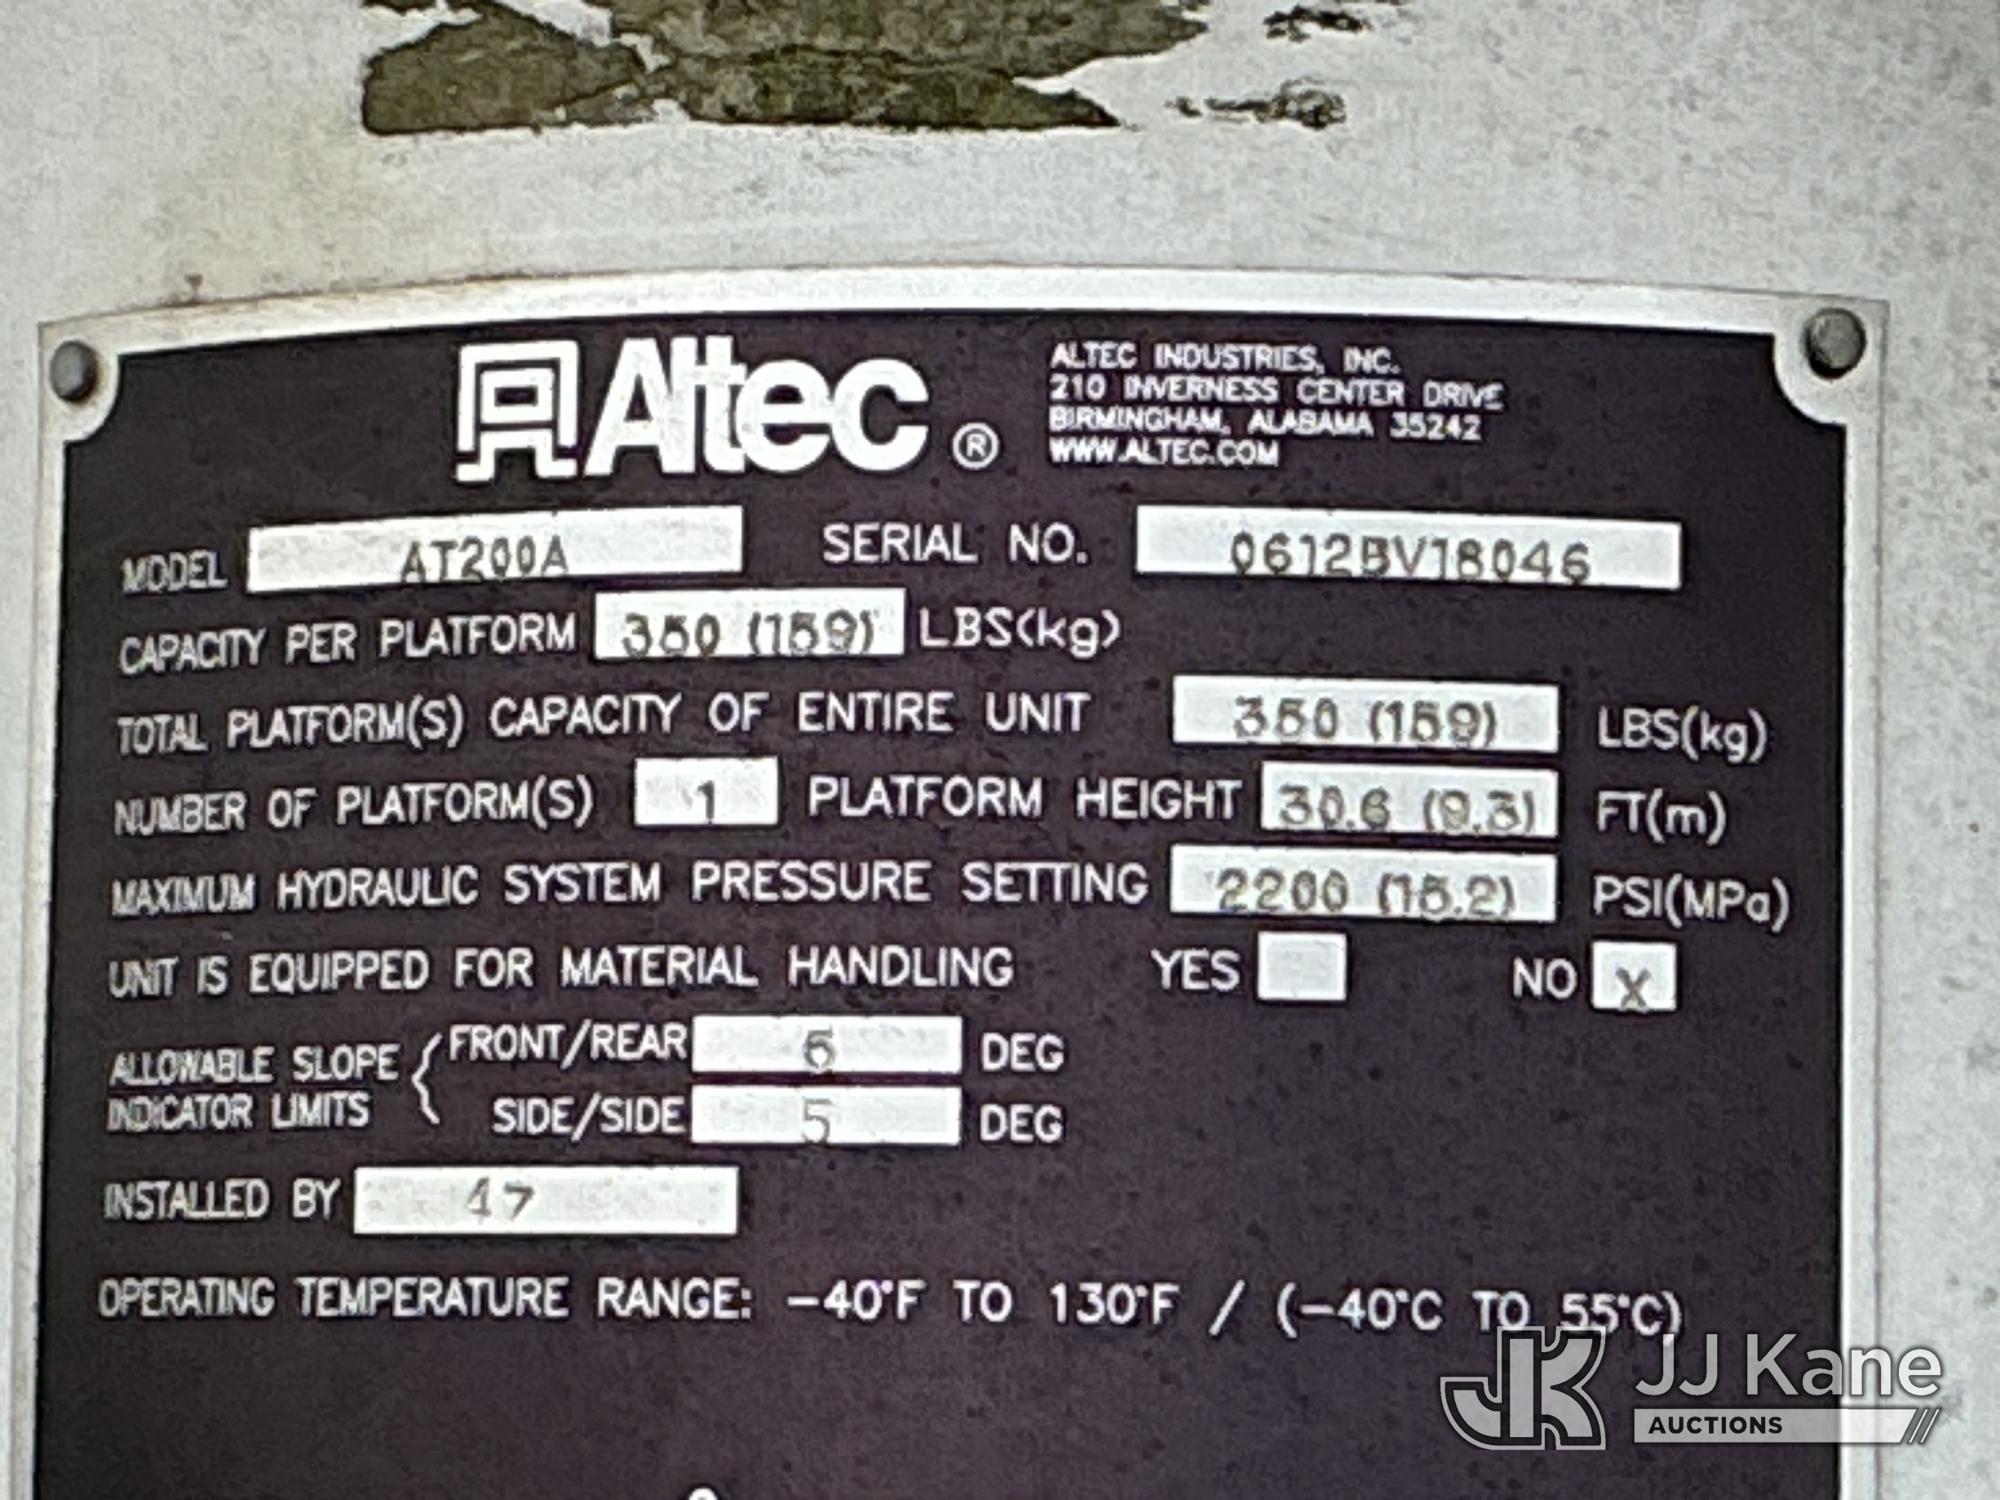 Altec ®
ALTEC INDUSTRIES, INC.
210 INVERNESS CENTER DRIVE
BIRMINGHAM, ALABAMA 35242
WWW.ALTEC.COM
MODEL AT200A SERIAL NO. 0612BV18046
CAPACITY PER PLATFORM 350 (159) LBS(kg)
TOTAL PLATFORM(S) CAPACITY OF ENTIRE UNIT 350 (159) LBS(kg)
NUMBER OF PLATFORM(S) 1 PLATFORM HEIGHT 30.6 (9.3) FT(m)
MAXIMUM HYDRAULIC SYSTEM PRESSURE SETTING 2200 (15.2) PSI(MPa)
UNIT IS EQUIPPED FOR MATERIAL HANDLING YES NO X
ALLOWABLE SLOPE INDICATOR LIMITS
FRONT/REAR 5 DEG
SIDE/SIDE 5 DEG
INSTALLED BY 47
OPERATING TEMPERATURE RANGE: -40°F TO 130°F / (-40°C TO 55°C)
JK JJ Kane
AUCTIONS